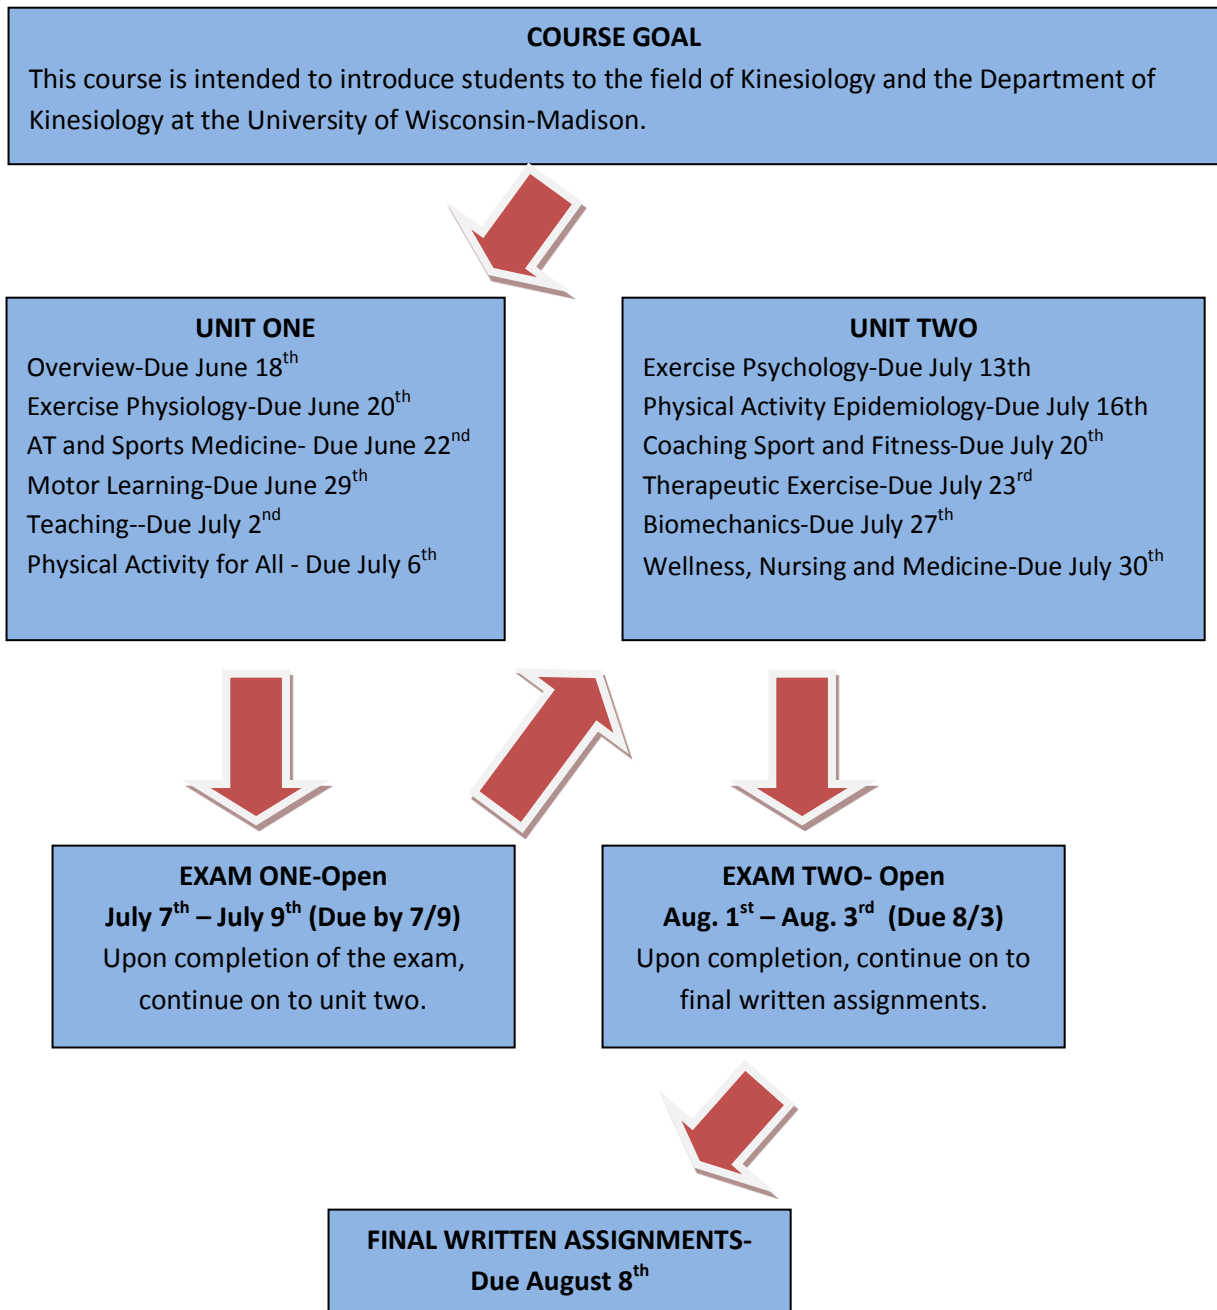 COURSE GOAL
This course is intended to introduce students to the field of Kinesiology and the Department of
Kinesiology at the University of Wisconsin-Madison.
UNIT ONE
Overview-Due June 18th
Exercise Physiology-Due June 20th
AT and Sports Medicine- Due June 22nd
Motor Learning-Due June 29th
Teaching--Due July 2nd
Physical Activity for All - Due July 6th
UNIT TWO
Exercise Psychology-Due July 13th
Physical Activity Epidemiology-Due July 16th
Coaching Sport and Fitness-Due July 20th
Therapeutic Exercise-Due July 23rd
Biomechanics-Due July 27th
Wellness, Nursing and Medicine-Due July 30th
EXAM ONE-Open
July 7th – July 9th (Due by 7/9)
Upon completion of the exam,
continue on to unit two.
EXAM TWO- Open
Aug. 1st – Aug. 3rd (Due 8/3)
Upon completion, continue on to
final written assignments.
FINAL WRITTEN ASSIGNMENTS-
Due August 8th